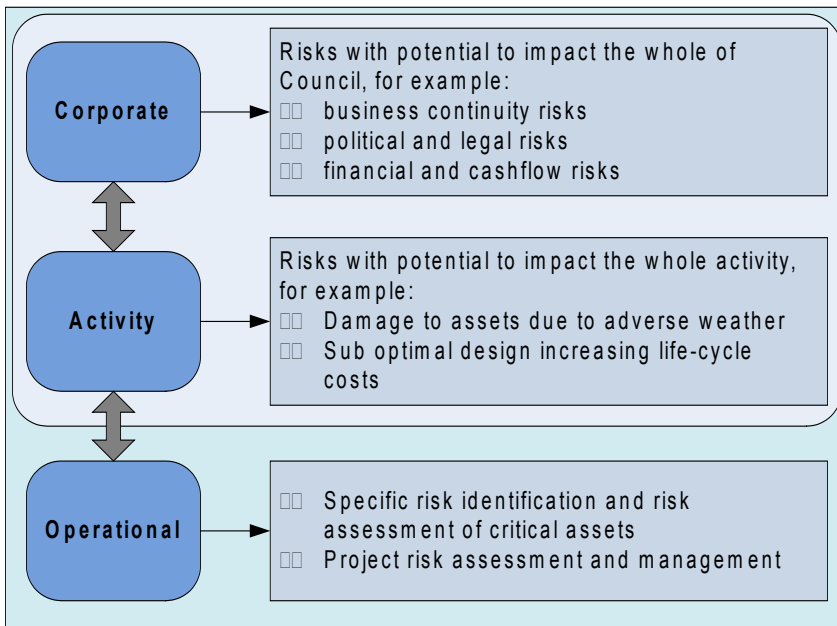 Corporate
Risks with potential to impact the whole of
Council, for example:
business continuity risks
political and legal risks
financial and cashflow risks
Activity
Risks with potential to impact the whole activity,
for example:
Damage to assets due to adverse weather
Sub optimal design increasing life-cycle
costs
Operational
Specific risk identification and risk
assessment of critical assets
Project risk assessment and management